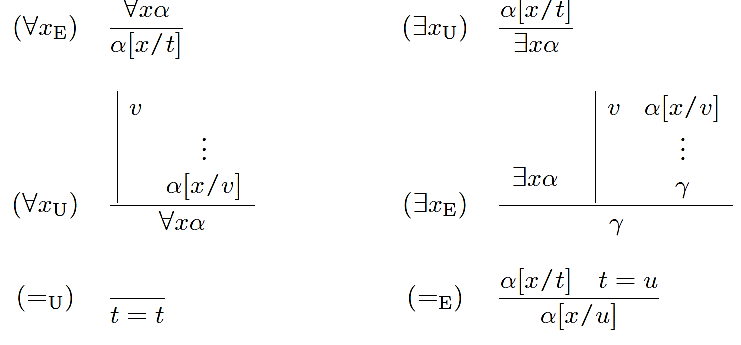 (∀x_E) ∀xα
α[x/t]
(∃x_U) α[x/t]
∃xα
(∀x_U) v
⋮
α[x/v]
∀xα
(∃x_E) ∃xα v α[x/v]
⋮
γ
γ
(=_U)
t = t
(=_E) α[x/t] t = u
α[x/u]